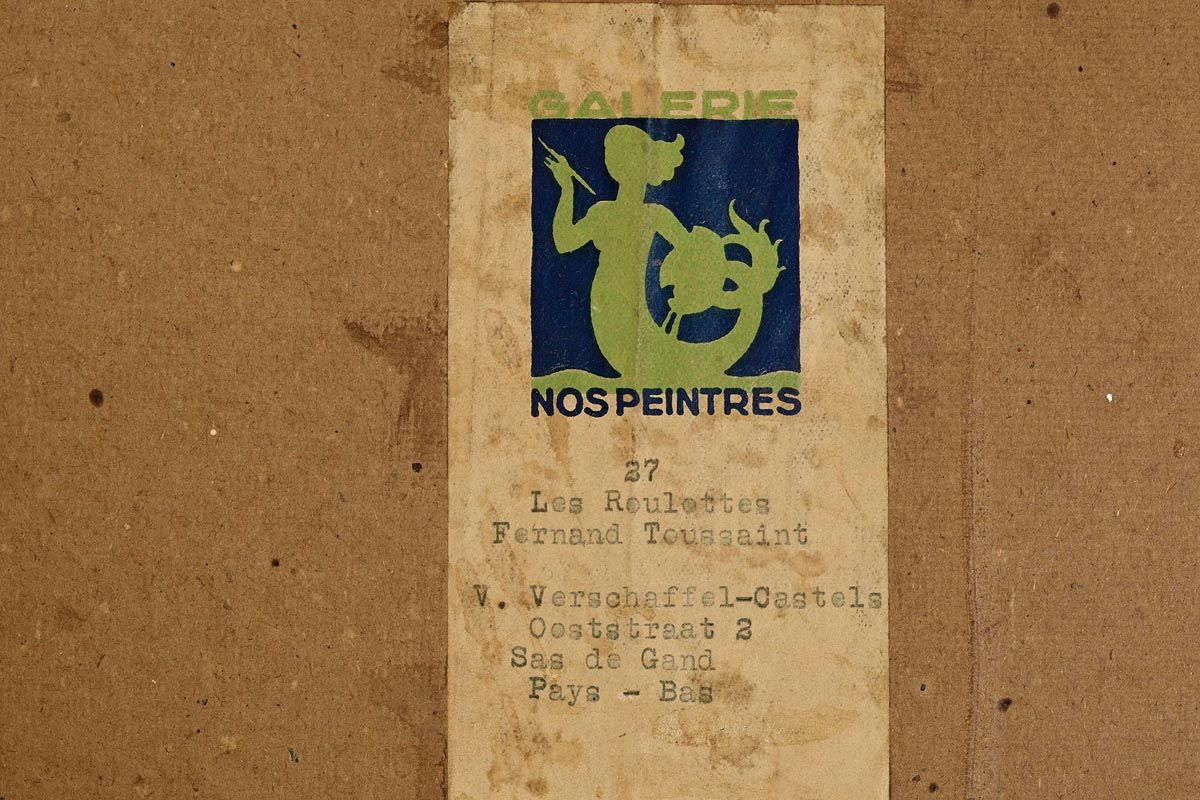 GALERIE
NOS PEINTRES
27
Les Roulottes
Fernand Toussaint
V. Verschaffel-Castels
Ooststraat 2
Sas de Gand
Pays - Bas